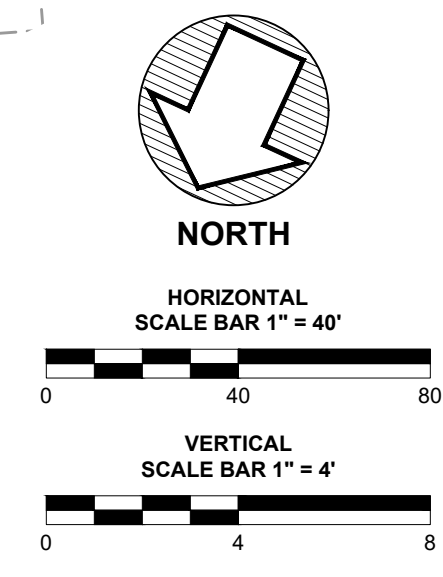 NORTH
HORIZONTAL
SCALE BAR 1" = 40'
0 40 80
VERTICAL
SCALE BAR 1" = 4'
0 4 8